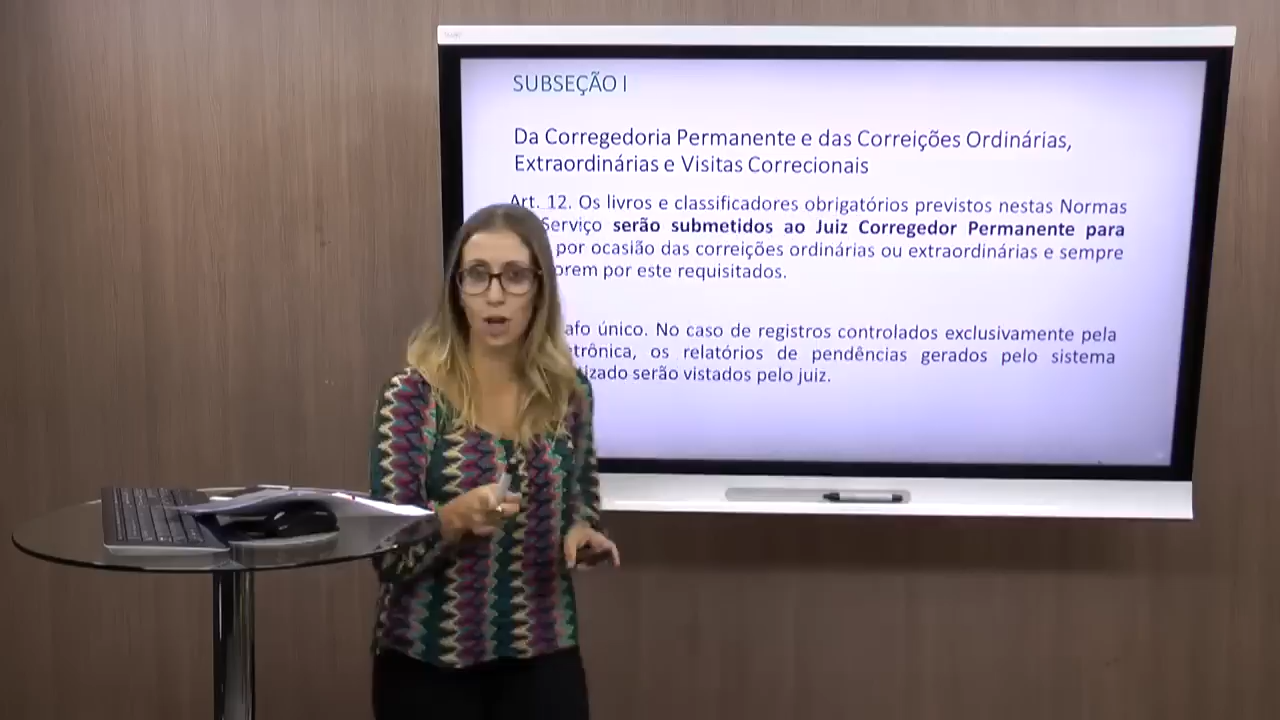 SUBSEÇÃO I
Da Corregedoria Permanente e das Correições Ordinárias,
Extraordinárias e Visitas Correcionais
Art. 12. Os livros e classificadores obrigatórios previstos nestas Normas
Serviço serão submetidos ao Juiz Corregedor Permanente para
por ocasião das correições ordinárias ou extraordinárias e sempre
orem por este requisitados.
afo único. No caso de registros controlados exclusivamente pela
trônica, os relatórios de pendências gerados pelo sistema
tizado serão vistados pelo juiz.